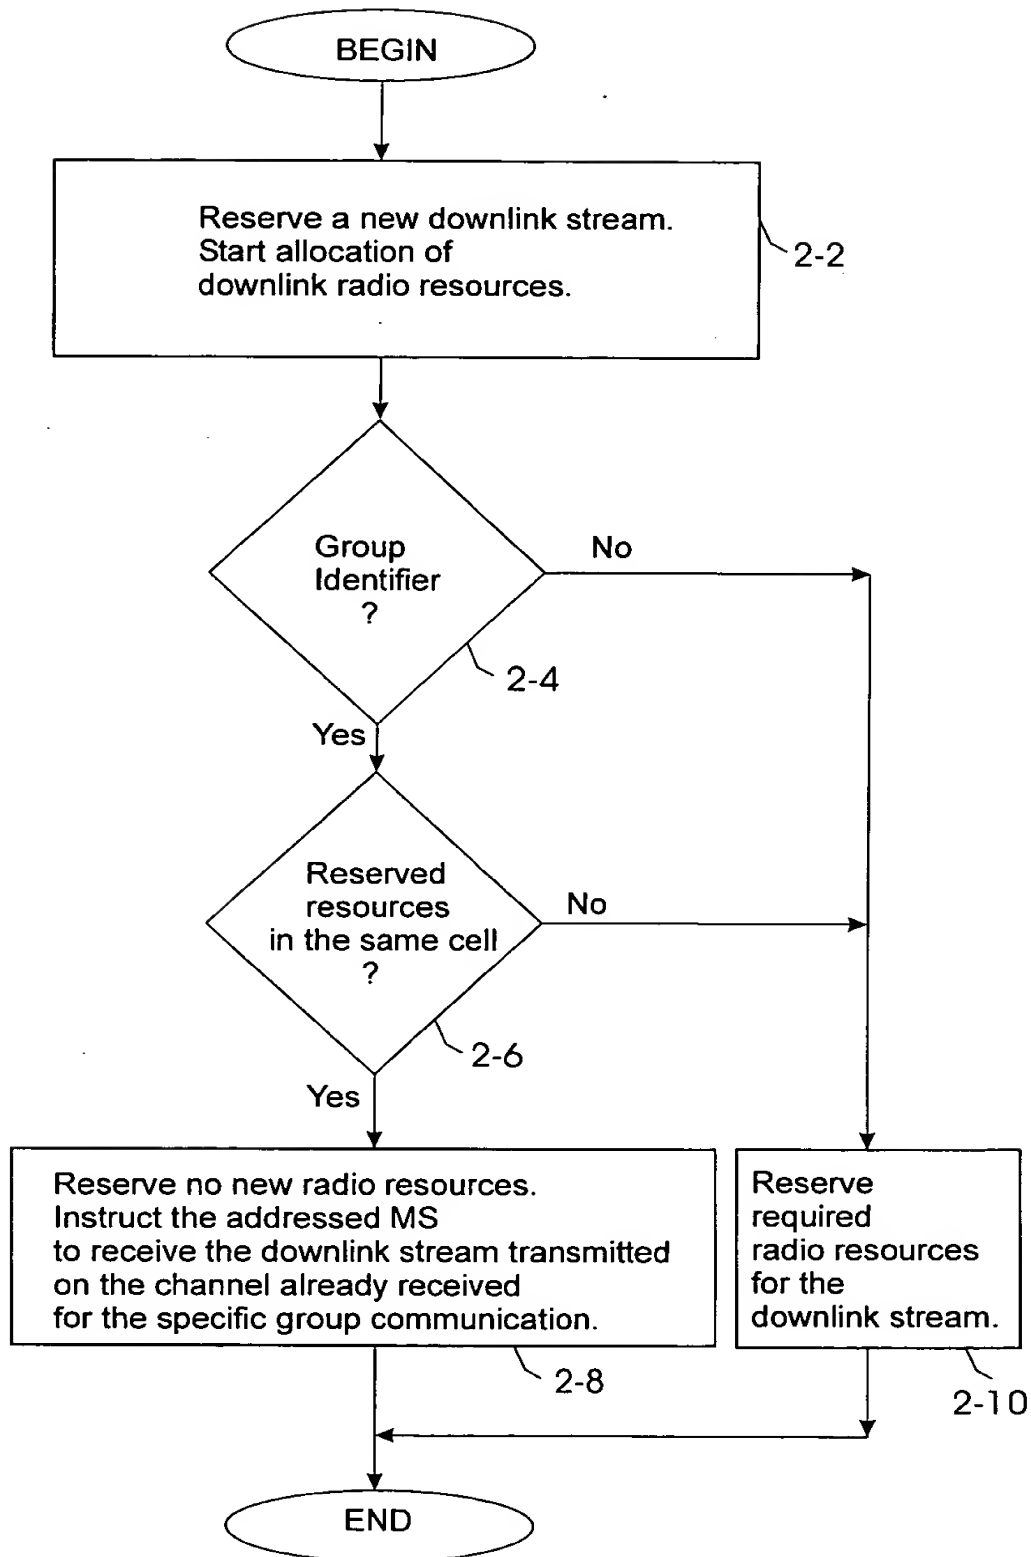 BEGIN
Reserve a new downlink stream.
Start allocation of
downlink radio resources.
2-2
Group
Identifier
?
No
2-4
Yes
Reserved
resources
in the same cell
?
No
2-6
Yes
Reserve no new radio resources.
Instruct the addressed MS
to receive the downlink stream transmitted
on the channel already received
for the specific group communication.
2-8
Reserve
required
radio resources
for the
downlink stream.
2-10
END